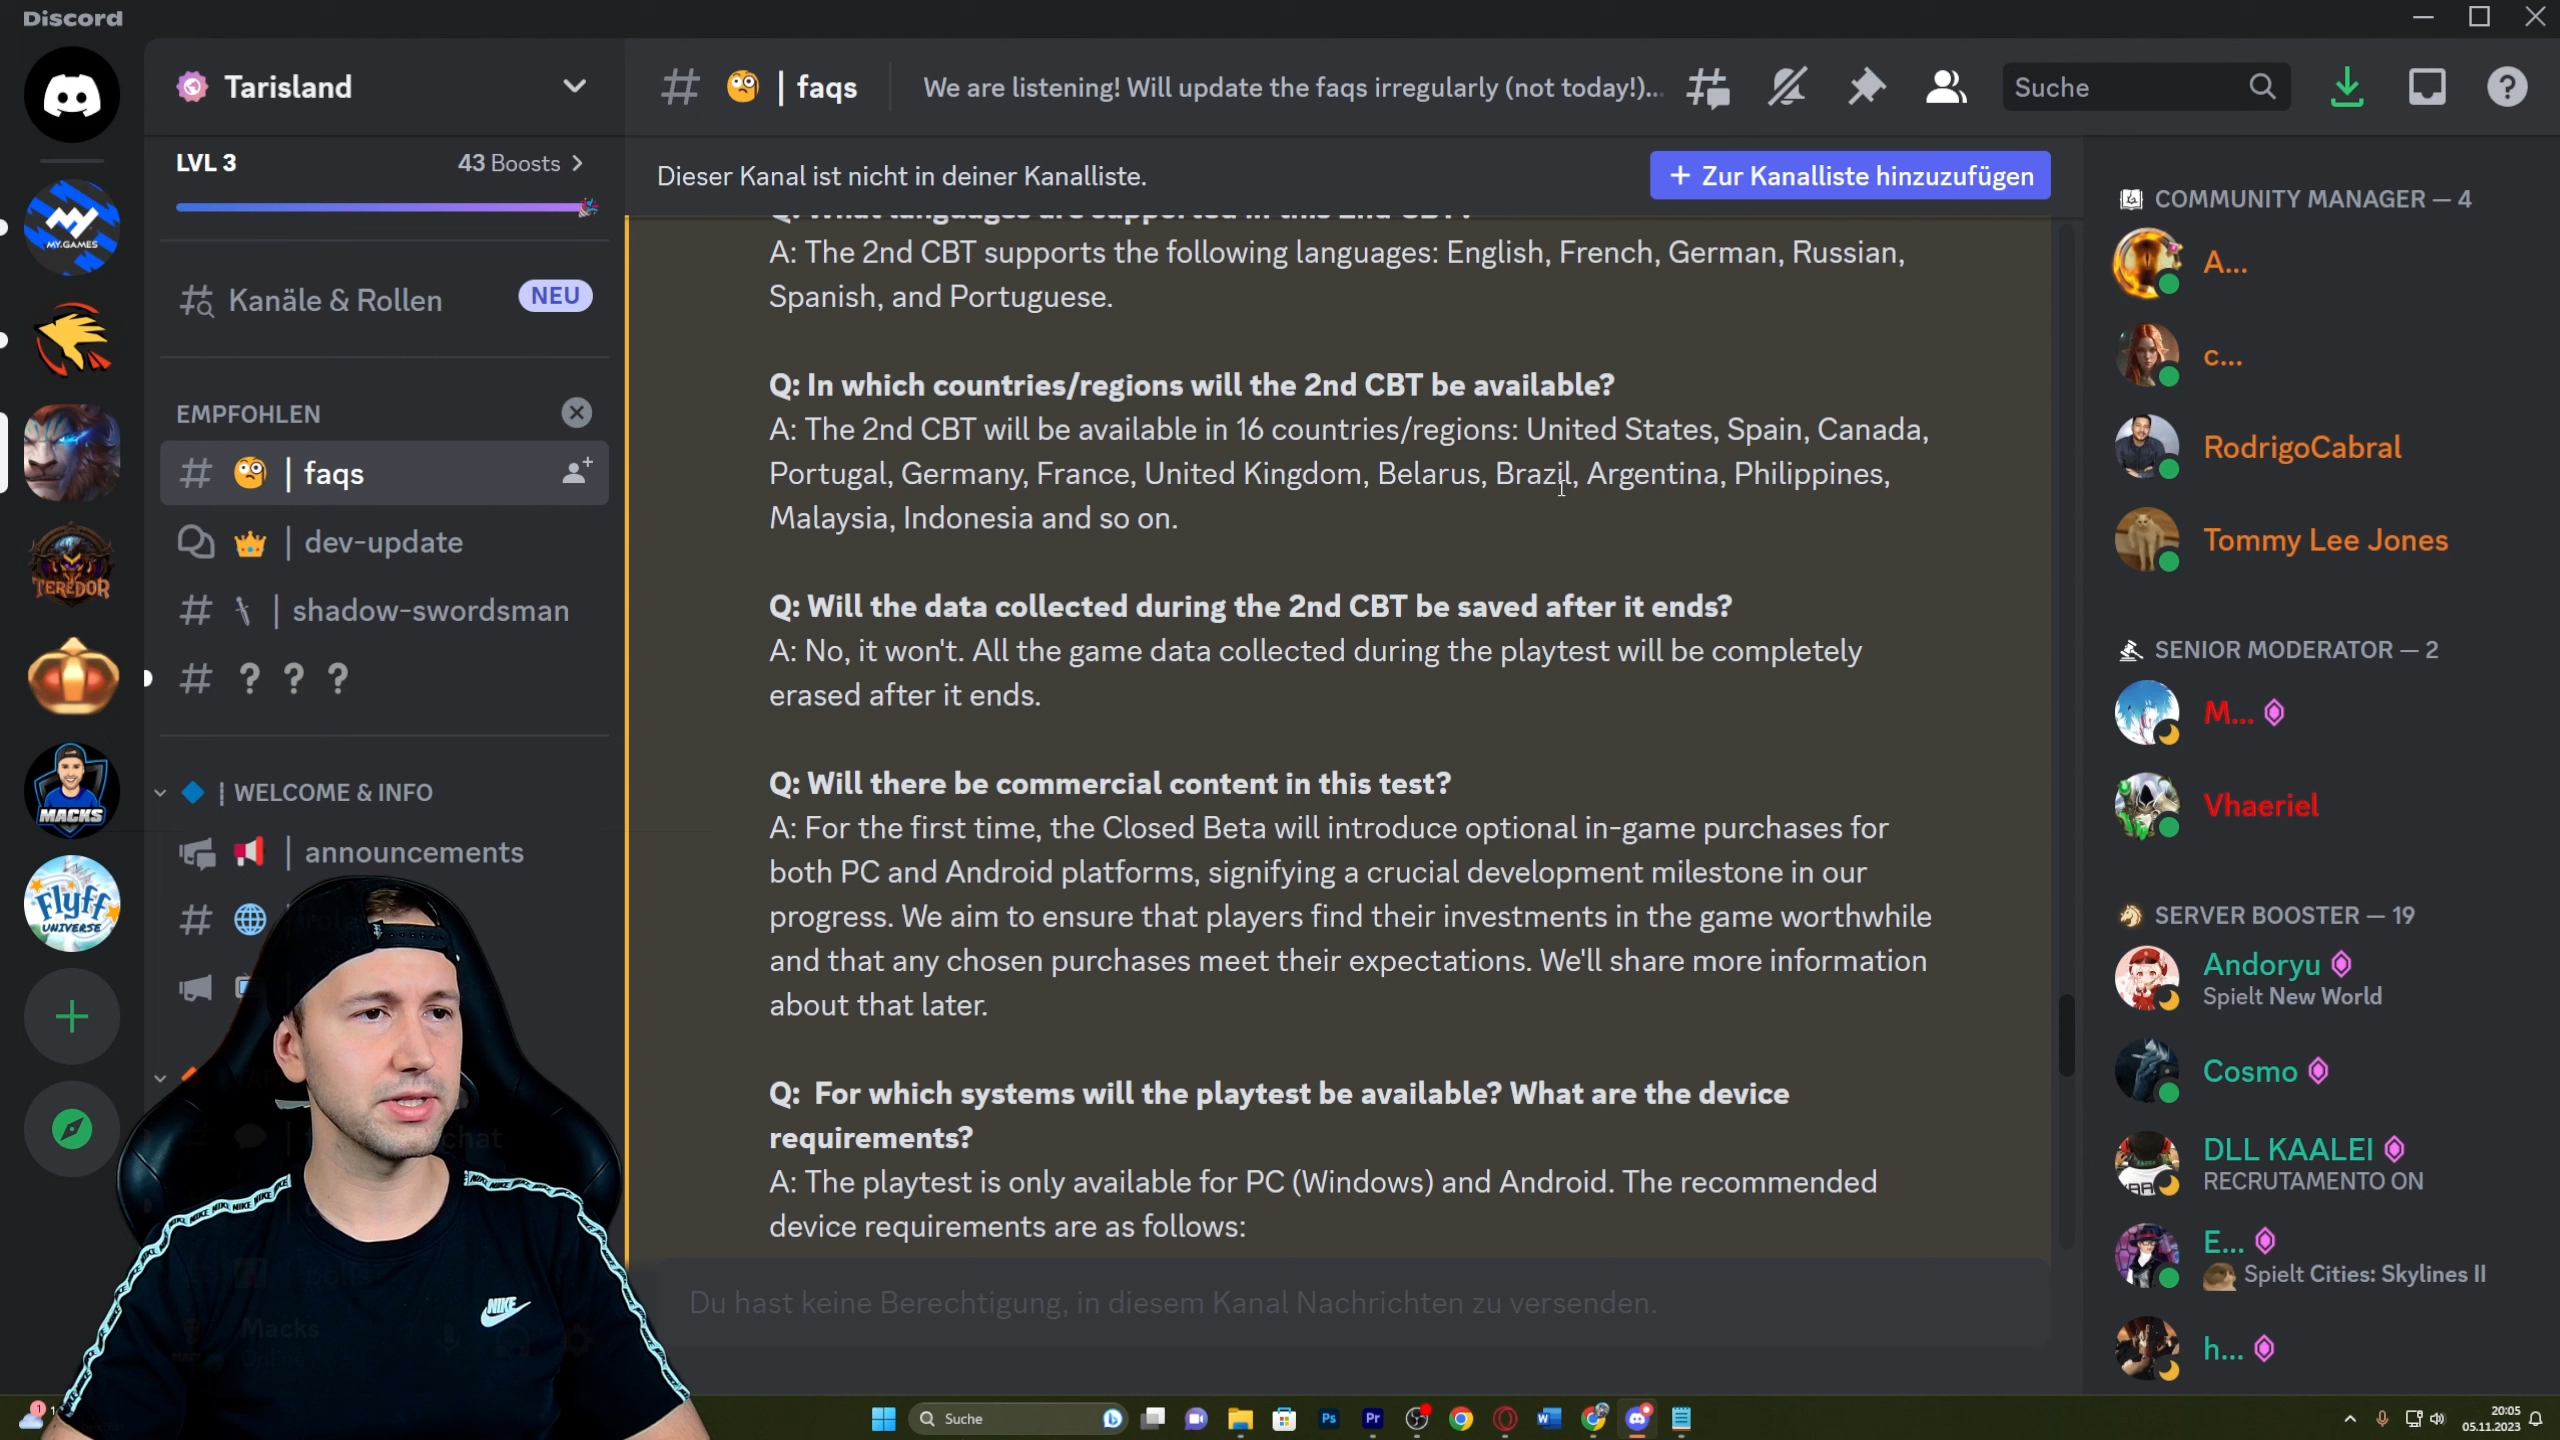 Discord
Tarisland
LVL 3
43 Boosts
Kanäle & Rollen
NEU
EMPFOHLEN
| faqs
| dev-update
| shadow-swordsman
? ? ?
WELCOME & INFO
| announcements
chat
Macks
MY.GAMES
TEREDOR
MACKS
Flyff
UNIVERSE
| faqs
We are listening! Will update the faqs irregularly (not today!)...
Suche
Dieser Kanal ist nicht in deiner Kanalliste.
+ Zur Kanalliste hinzuzufügen
Q: What languages are supported in this 2nd CBT?
A: The 2nd CBT supports the following languages: English, French, German, Russian,
Spanish, and Portuguese.
Q: In which countries/regions will the 2nd CBT be available?
A: The 2nd CBT will be available in 16 countries/regions: United States, Spain, Canada,
Portugal, Germany, France, United Kingdom, Belarus, Brazil, Argentina, Philippines,
Malaysia, Indonesia and so on.
Q: Will the data collected during the 2nd CBT be saved after it ends?
A: No, it won't. All the game data collected during the playtest will be completely
erased after it ends.
Q: Will there be commercial content in this test?
A: For the first time, the Closed Beta will introduce optional in-game purchases for
both PC and Android platforms, signifying a crucial development milestone in our
progress. We aim to ensure that players find their investments in the game worthwhile
and that any chosen purchases meet their expectations. We'll share more information
about that later.
Q:  For which systems will the playtest be available? What are the device
requirements?
A: The playtest is only available for PC (Windows) and Android. The recommended
device requirements are as follows:
Du hast keine Berechtigung, in diesem Kanal Nachrichten zu versenden.
COMMUNITY MANAGER — 4
A...
c...
RodrigoCabral
Tommy Lee Jones
SENIOR MODERATOR — 2
M...
Vhaeriel
SERVER BOOSTER — 19
Andoryu
Spielt New World
Cosmo
DLL KAALEI
RECRUTAMENTO ON
E...
Spielt Cities: Skylines II
h...
NIKE
Suche
Ps
Pr
20:05
05.11.2023